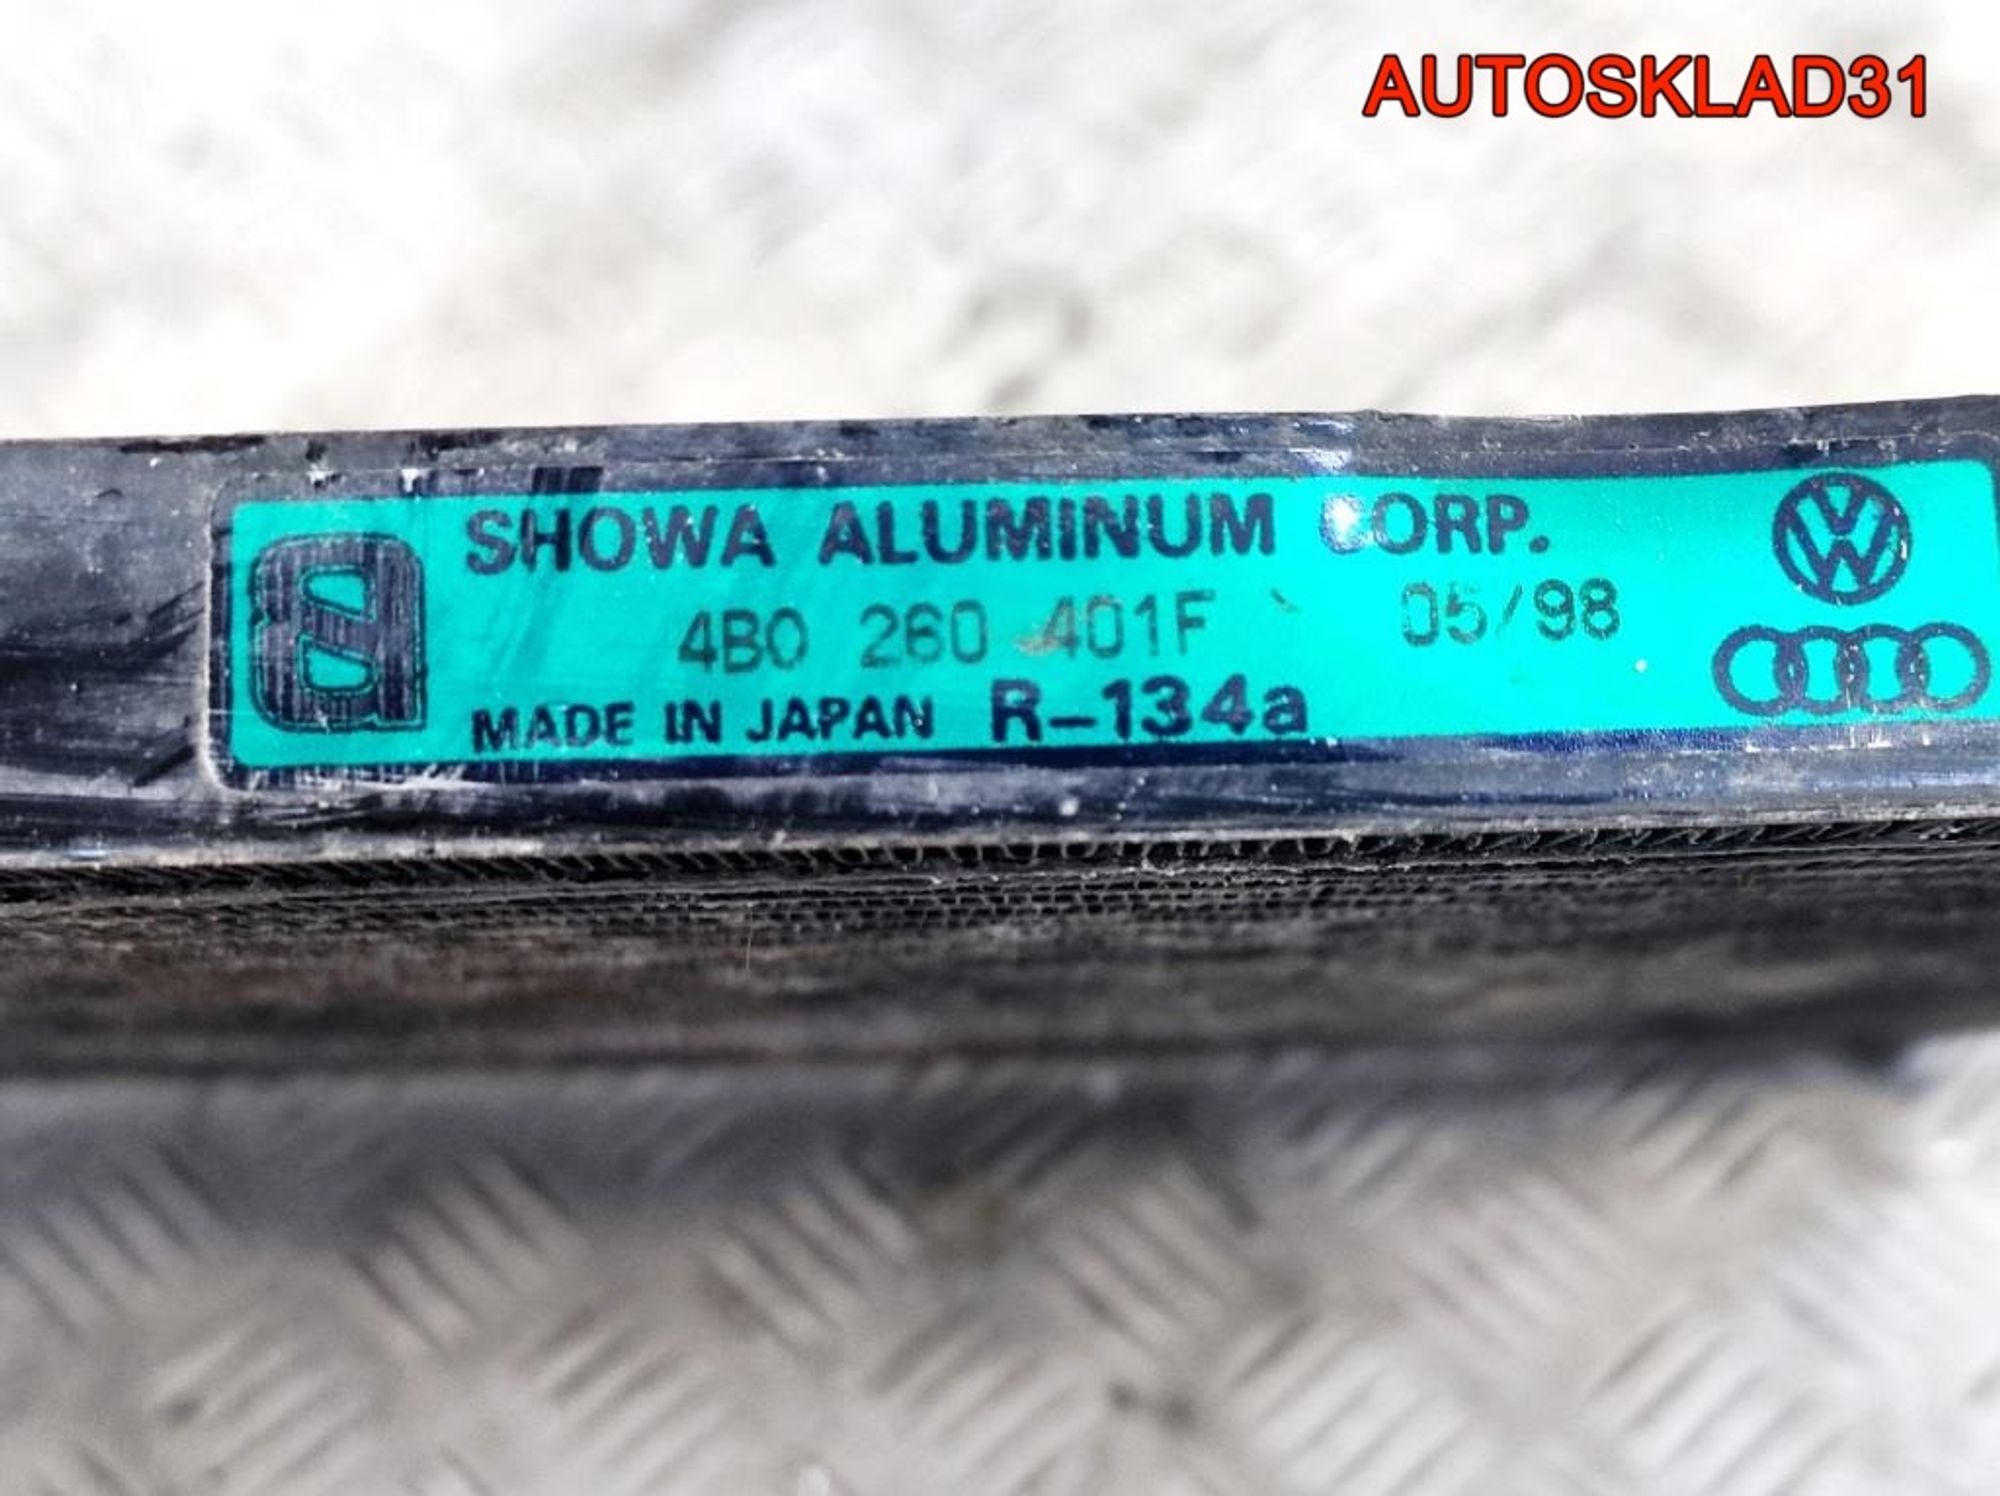 AUTOSKLAD31
SHOWA ALUMINUM CORP.
4B0 260 401F 05/98
MADE IN JAPAN R-134a